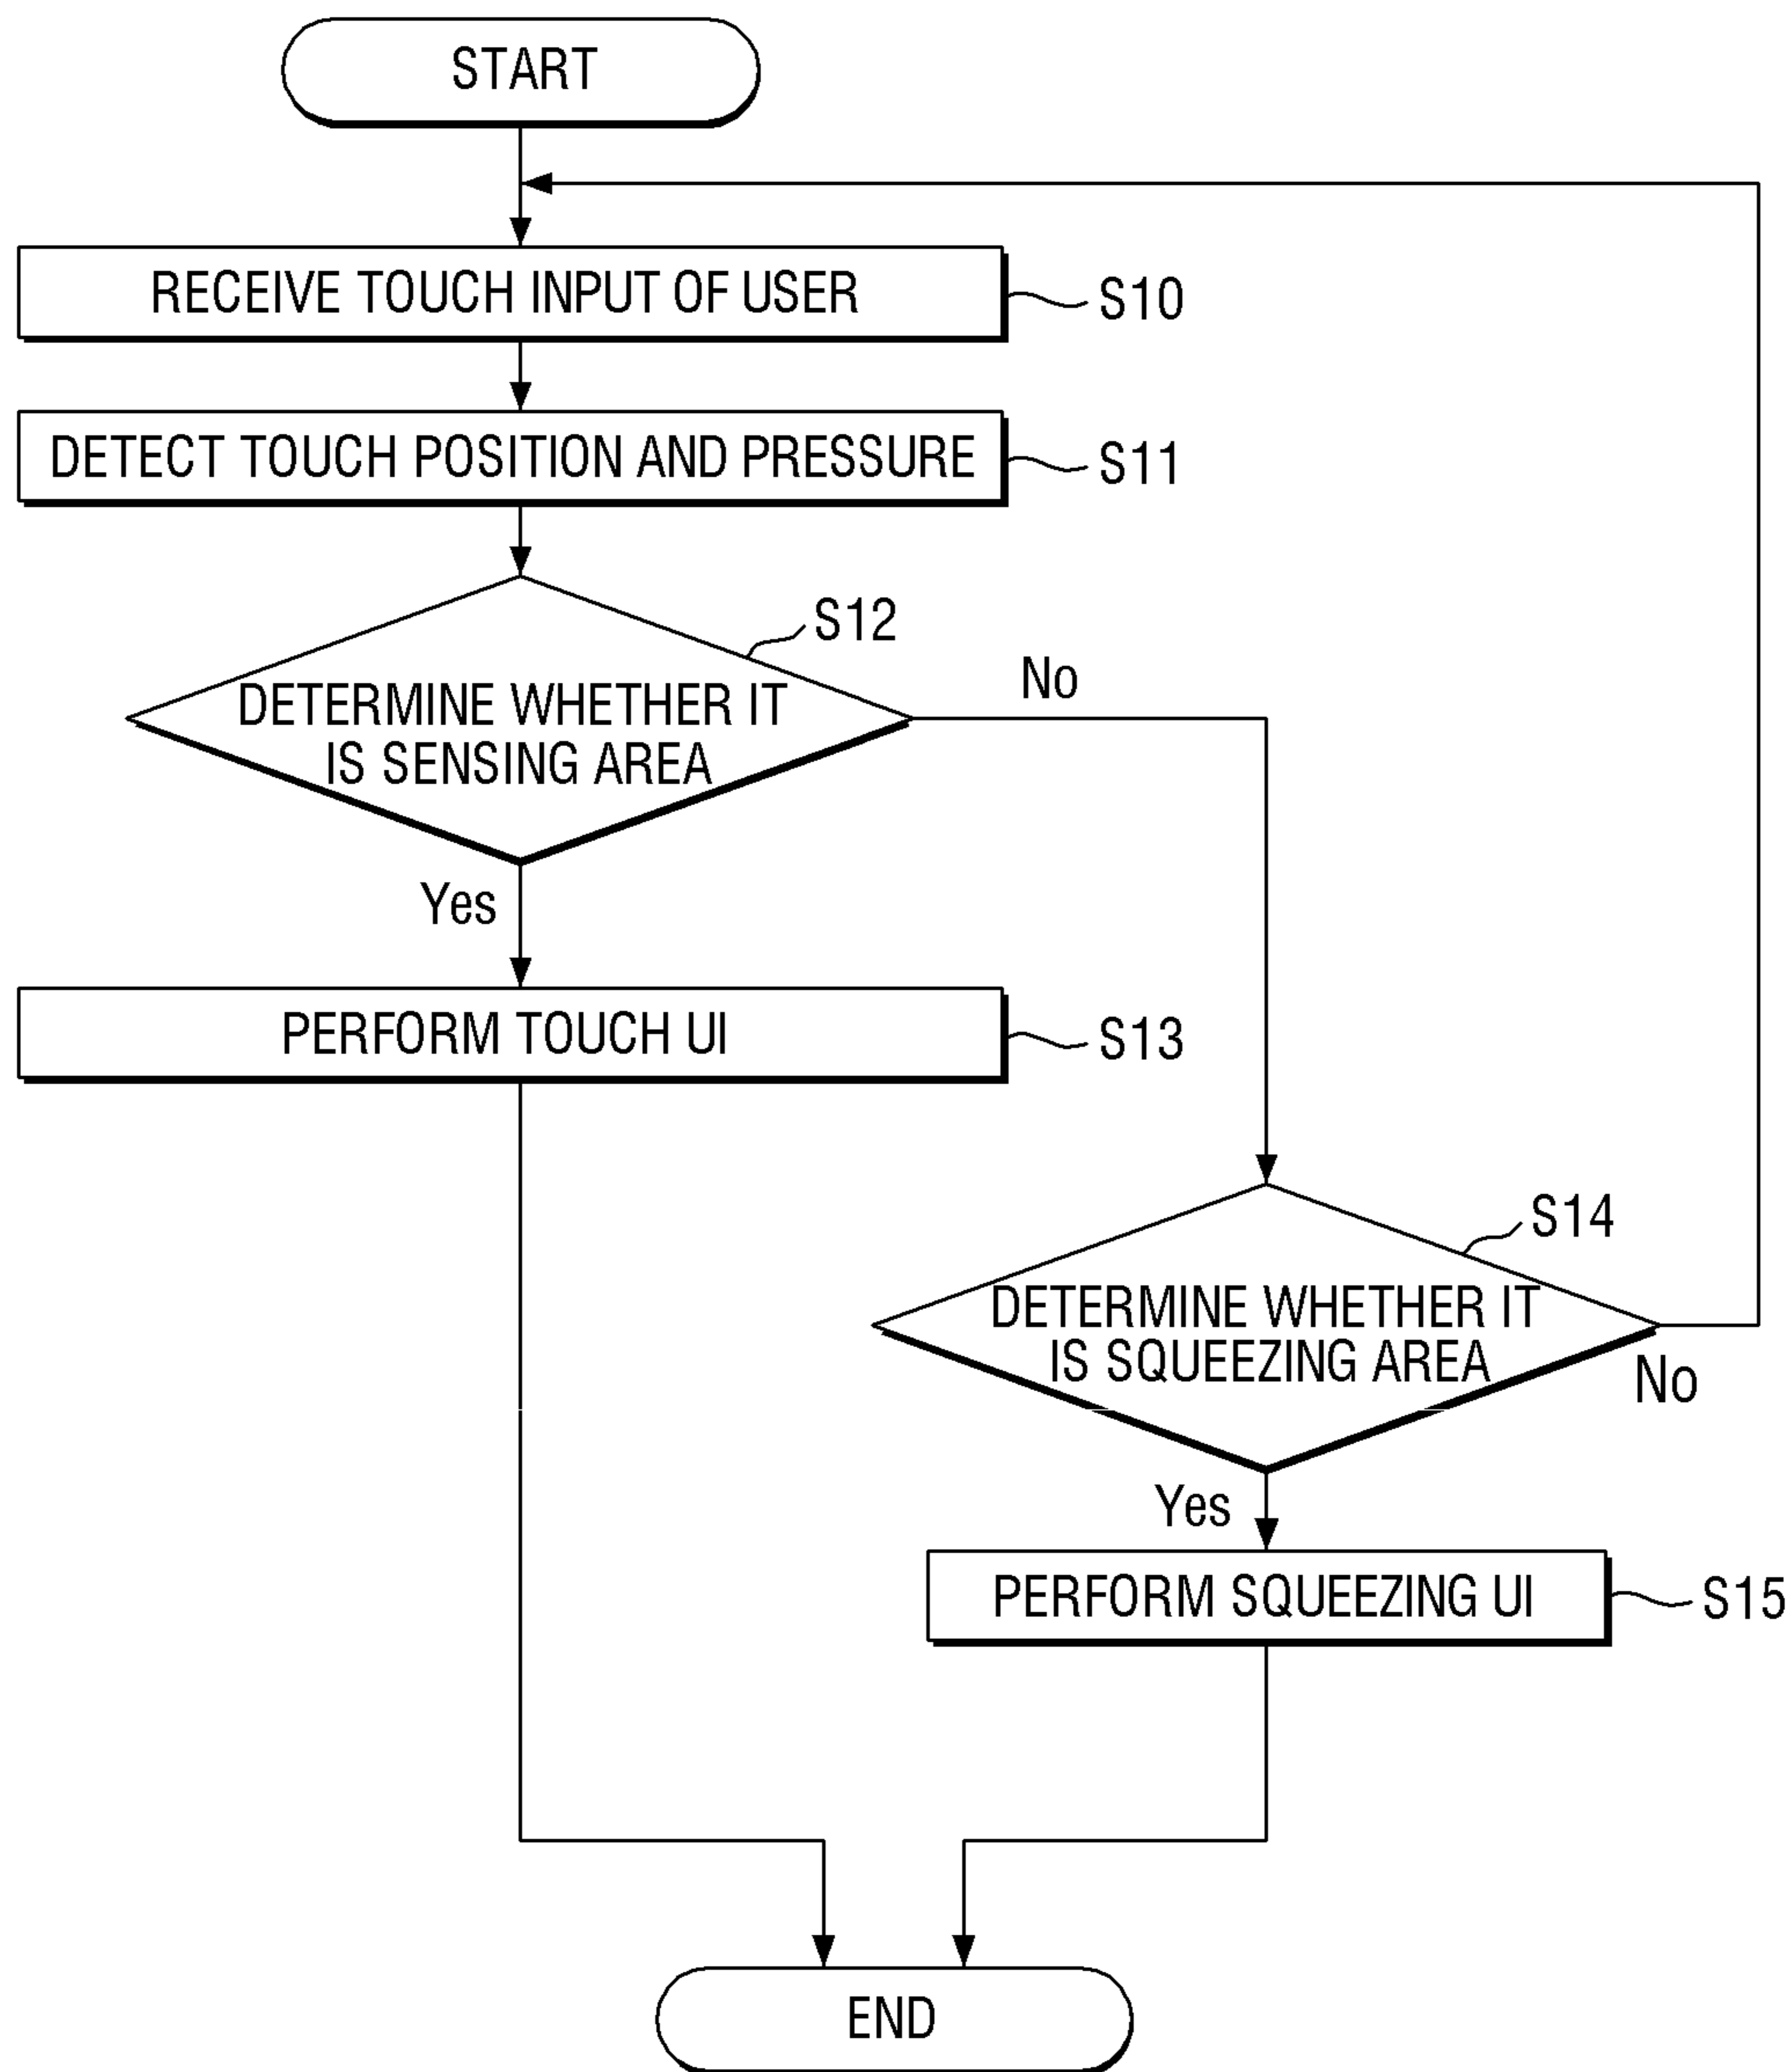 START
RECEIVE TOUCH INPUT OF USER
S10
DETECT TOUCH POSITION AND PRESSURE
S11
S12
DETERMINE WHETHER IT
IS SENSING AREA
No
Yes
PERFORM TOUCH UI
S13
S14
DETERMINE WHETHER IT
IS SQUEEZING AREA
No
Yes
PERFORM SQUEEZING UI
S15
END